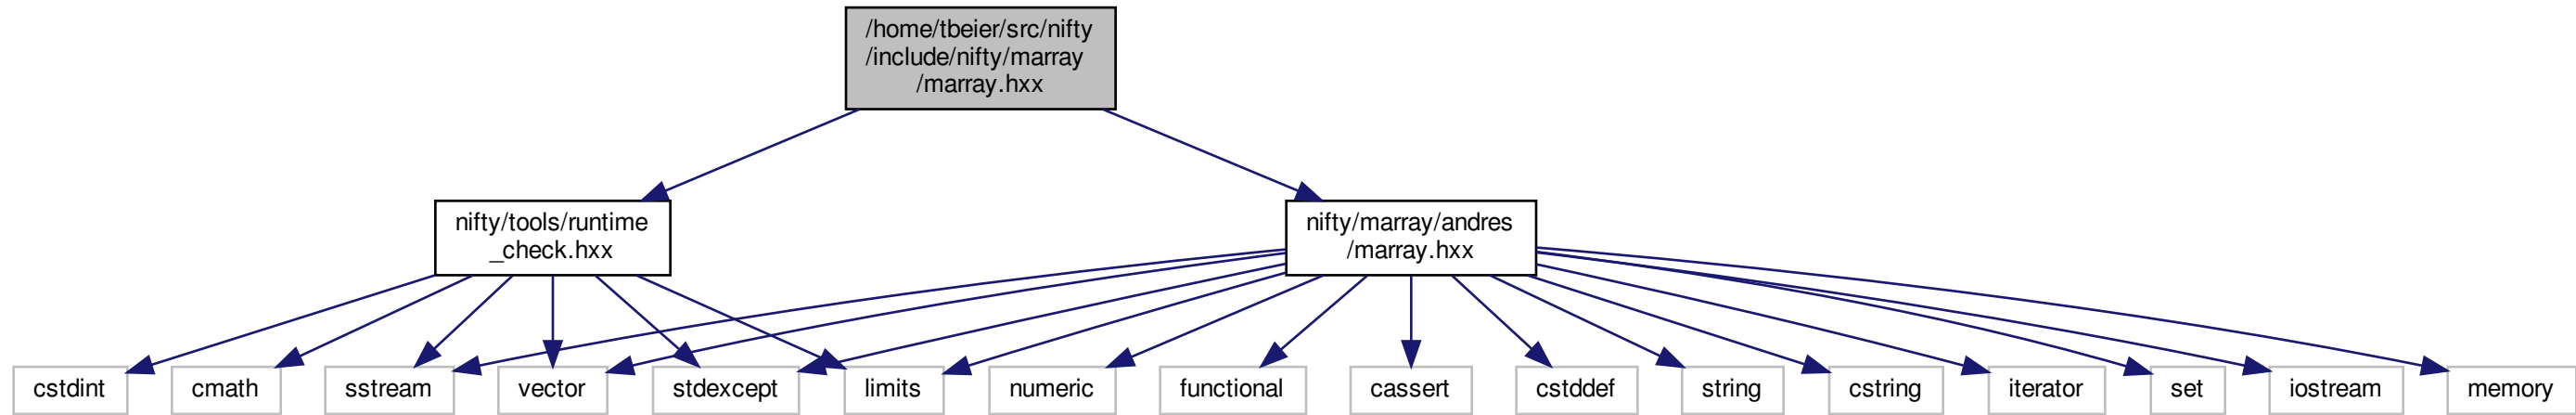 /home/tbeier/src/nifty
/include/nifty/marray
/marray.hxx
nifty/tools/runtime
_check.hxx
nifty/marray/andres
/marray.hxx
cstdint
cmath
sstream
vector
stdexcept
limits
numeric
functional
cassert
cstddef
string
cstring
iterator
set
iostream
memory